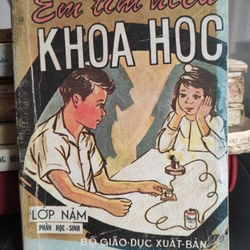 Em tìm hiểu
KHOA HỌC
LỚP NĂM
PHẦN HỌC-SINH
BỘ GIÁO-DỤC XUẤT-BẢN